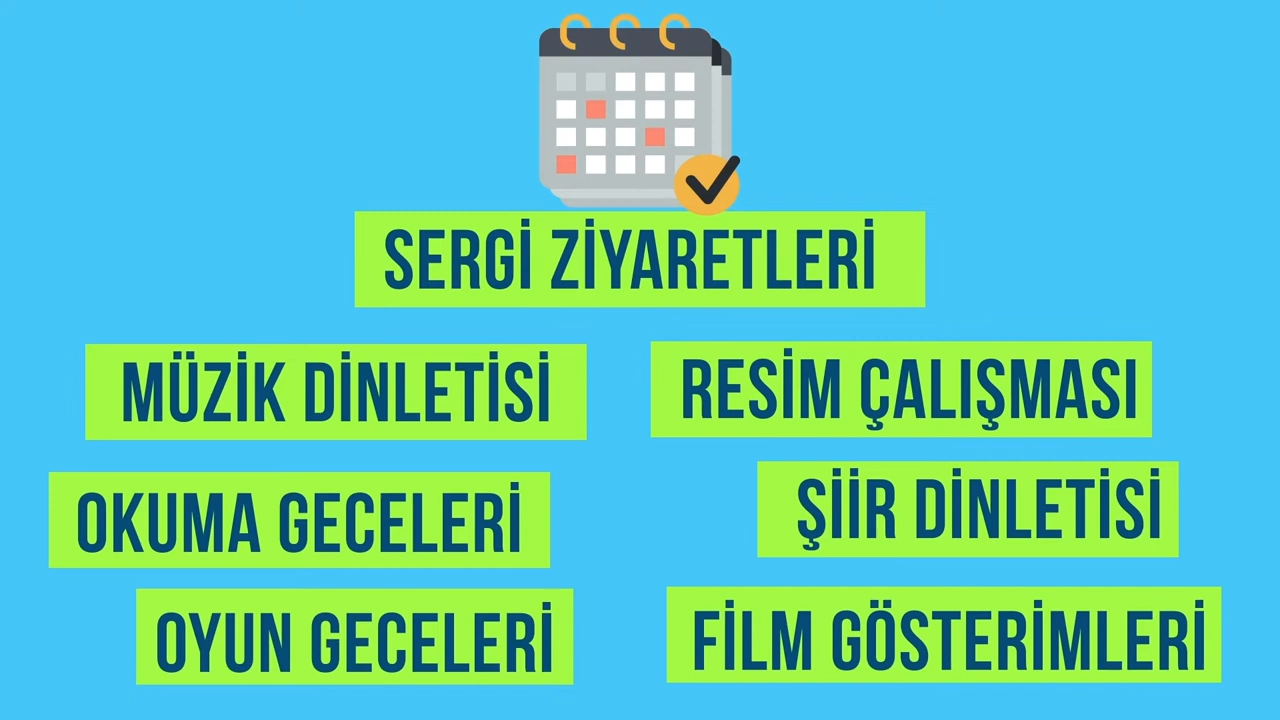 SERGİ ZİYARETLERİ
MÜZİK DİNLETİSİ
RESİM ÇALIŞMASI
OKUMA GECELERİ
ŞİİR DİNLETİSİ
OYUN GECELERİ
FİLM GÖSTERİMLERİ